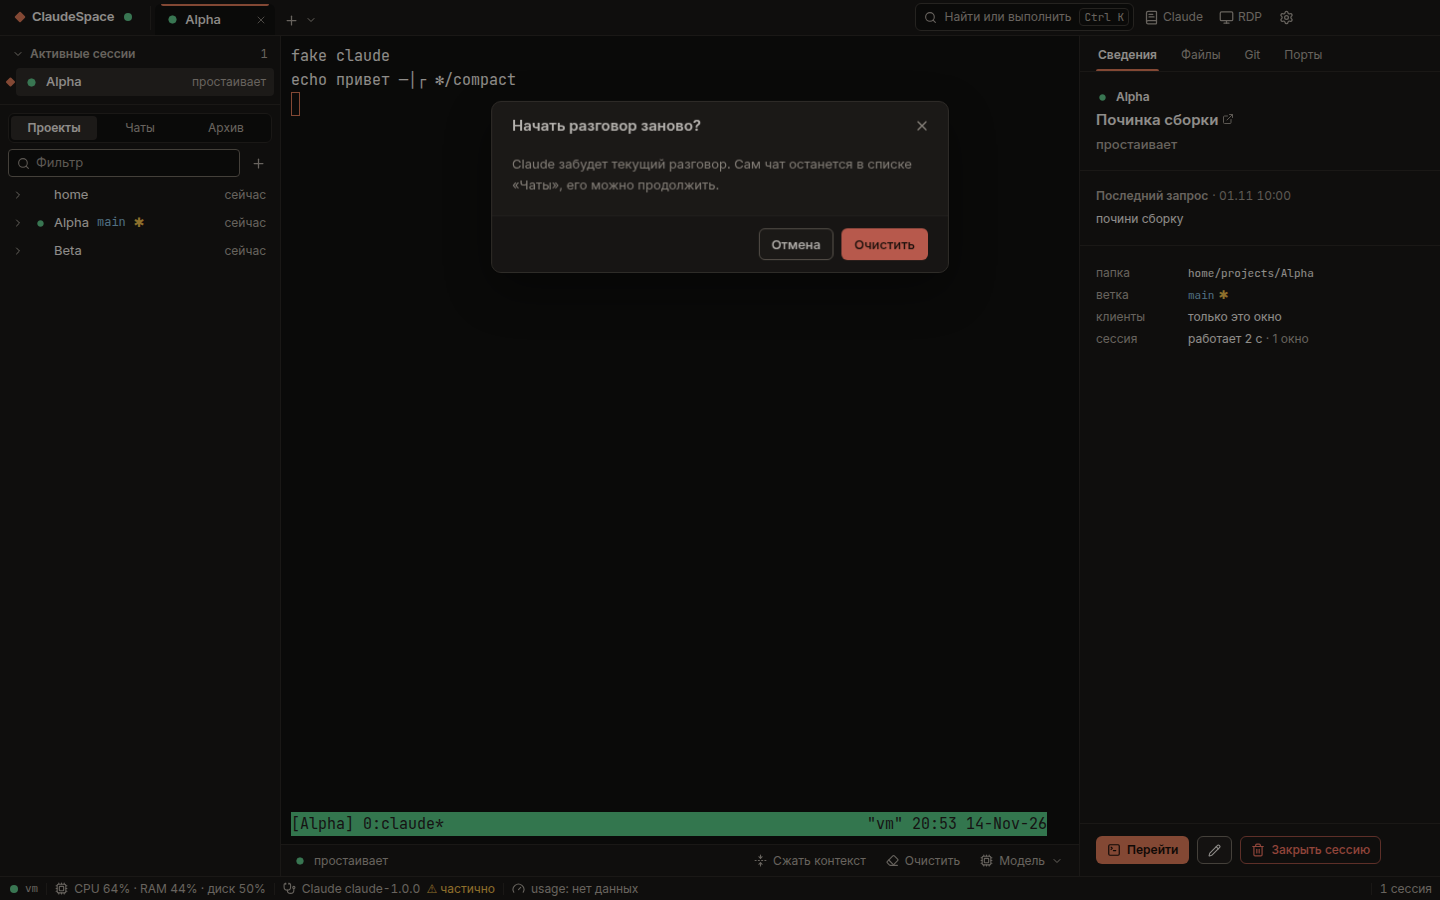 ClaudeSpace
Alpha
Найти или выполнить Ctrl K
Claude
RDP
Активные сессии 1
Alpha простаивает
Проекты Чаты Архив
Фильтр
home сейчас
Alpha main ✱ сейчас
Beta сейчас
fake claude
echo привет —│┌ ✻/compact
Начать разговор заново?
Claude забудет текущий разговор. Сам чат останется в списке
«Чаты», его можно продолжить.
Отмена Очистить
[Alpha] 0:claude* "vm" 20:53 14-Nov-26
простаивает Сжать контекст Очистить Модель
Сведения Файлы Git Порты
Alpha
Починка сборки
простаивает
Последний запрос · 01.11 10:00
почини сборку
папка home/projects/Alpha
ветка main ✱
клиенты только это окно
сессия работает 2 с · 1 окно
Перейти Закрыть сессию
vm CPU 64% · RAM 44% · диск 50% Claude claude-1.0.0 ⚠ частично usage: нет данных 1 сессия